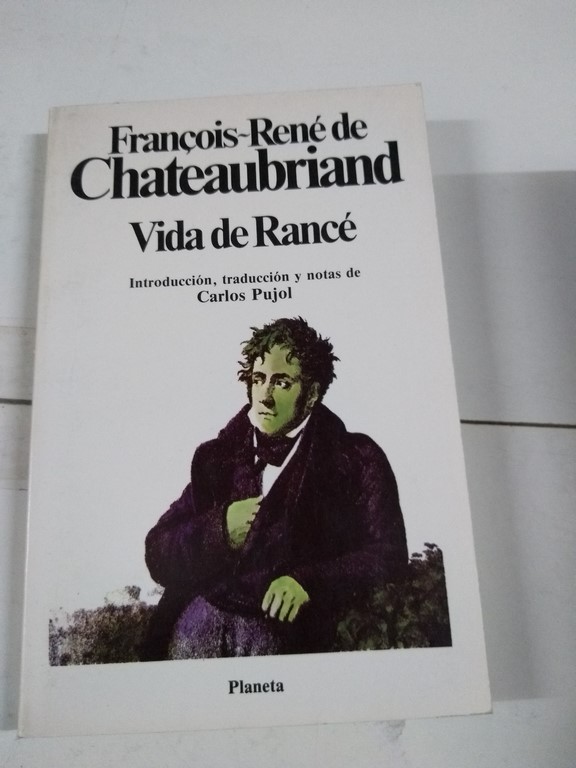 François~René de
Chateaubriand
Vida de Rancé
Introducción, traducción y notas de
Carlos Pujol
Planeta